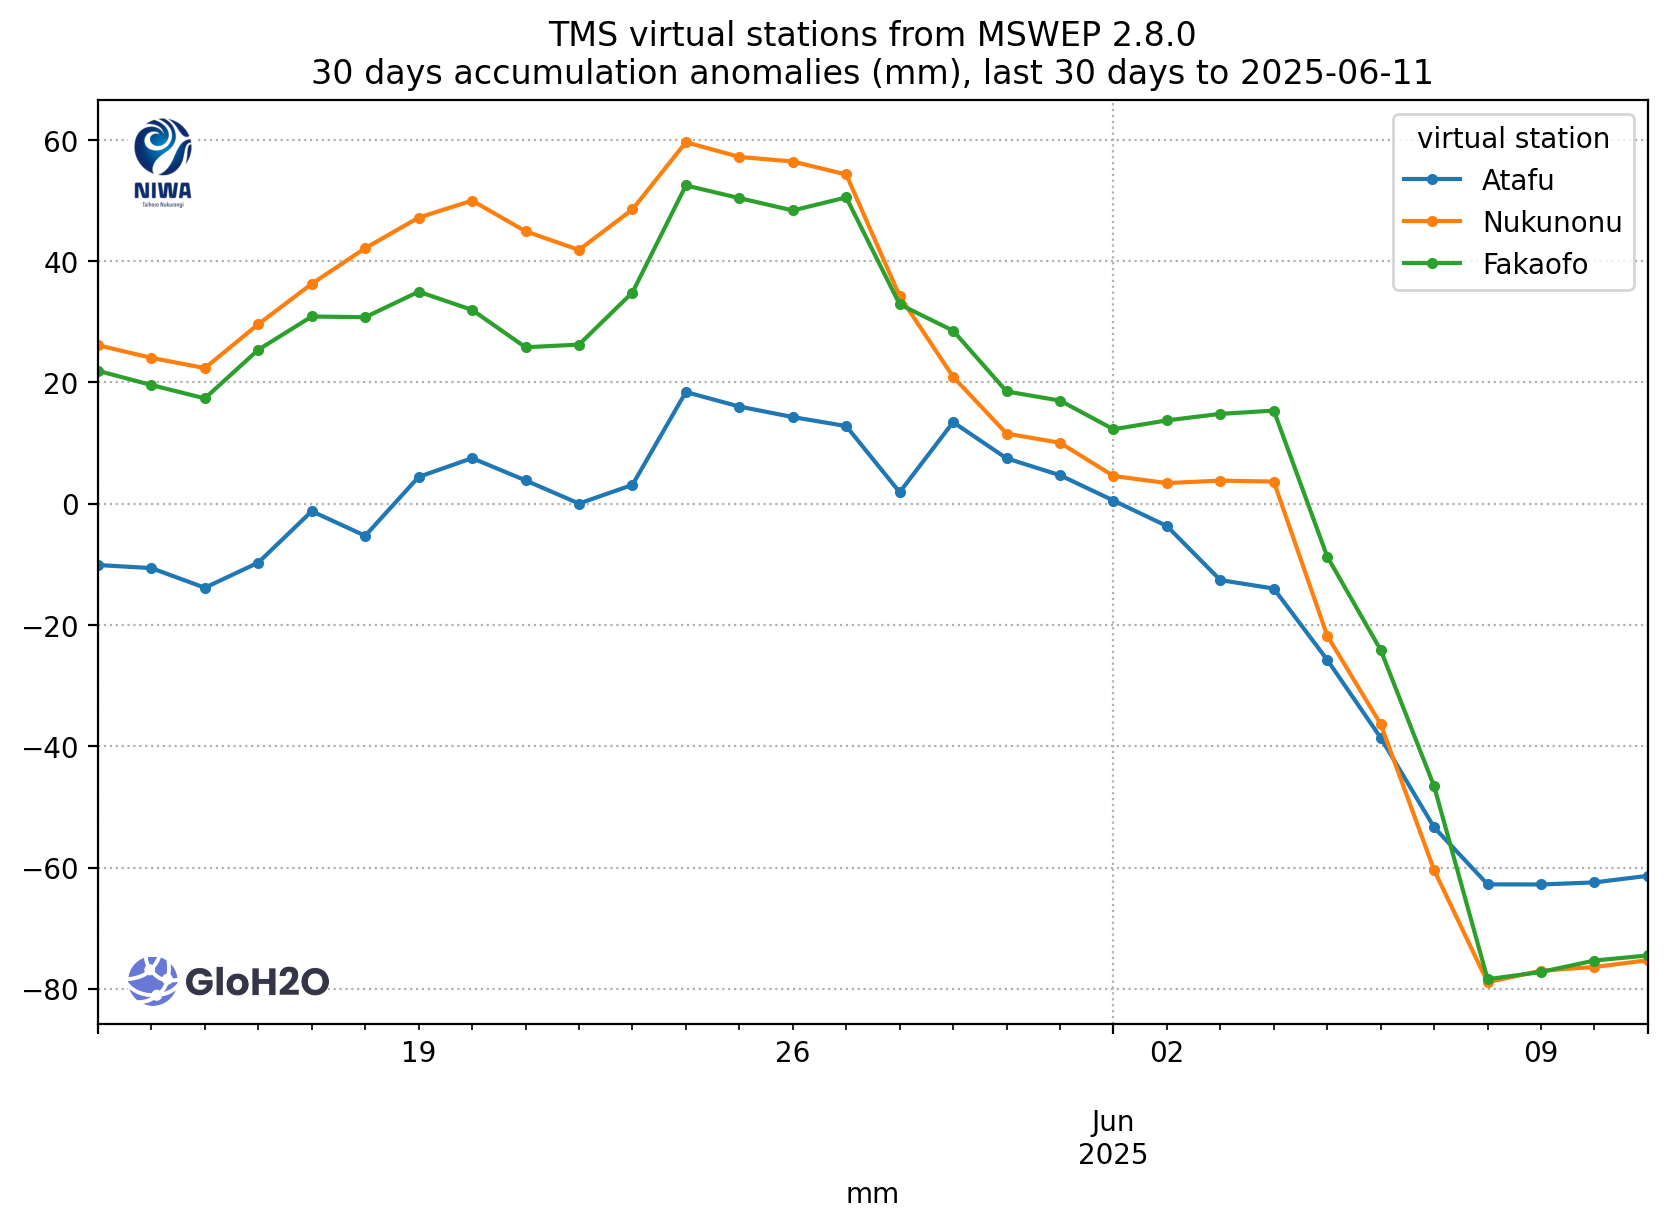 TMS virtual stations from MSWEP 2.8.0
30 days accumulation anomalies (mm), last 30 days to 2025-06-11
NIWA
Taihoro Nukurangi
virtual station
Atafu
Nukunonu
Fakaofo
60
40
20
0
−20
−40
−60
−80
GloH2O
19
26
02
09
Jun
2025
mm